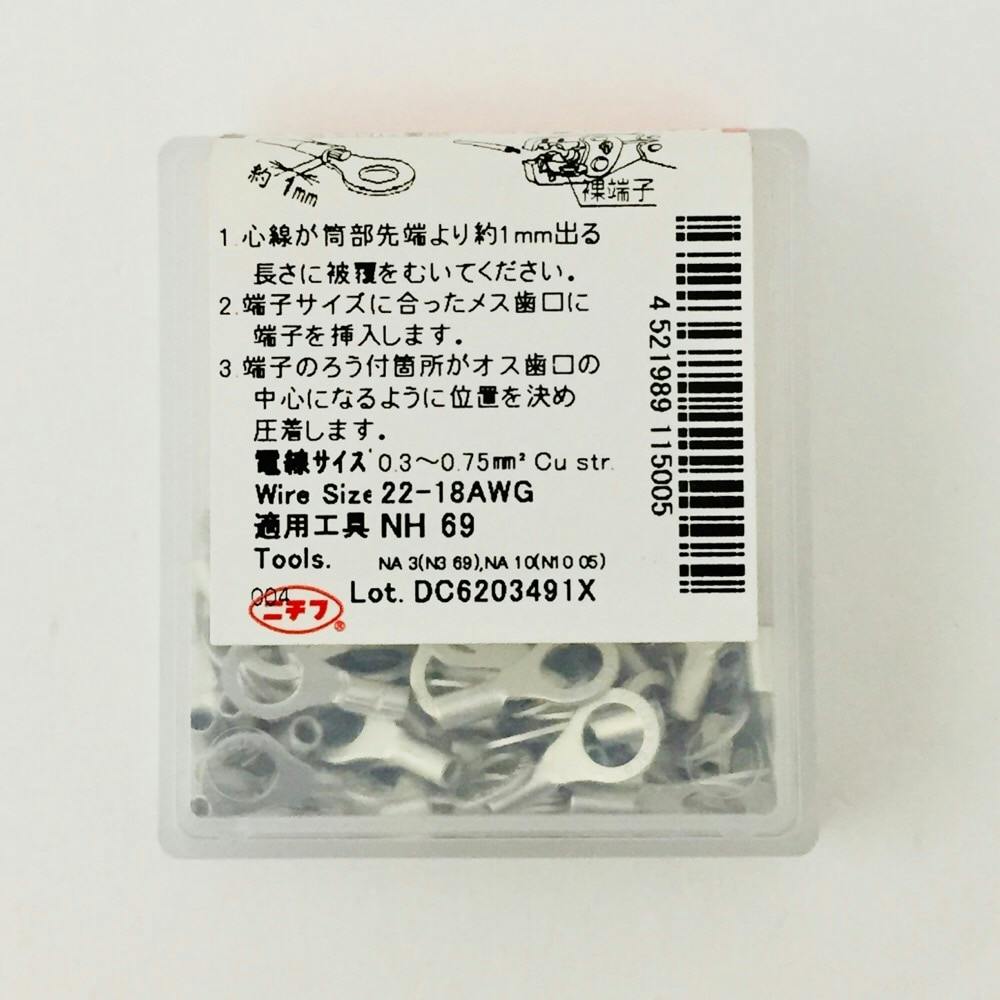 約1mm
裸端子
1.心線が筒部先端より約1mm出る
長さに被覆をむいてください。
2.端子サイズに合ったメス歯口に
端子を挿入します。
3.端子のろう付箇所がオス歯口の
中心になるように位置を決め
圧着します。
電線サイズ 0.3～0.75mm² Cu str.
Wire Size 22-18AWG
適用工具 NH 69
Tools. NA 3(N3 69),NA 10(N10 05)
004 Lot. DC6203491X
ニチフ®
4 521989 115005